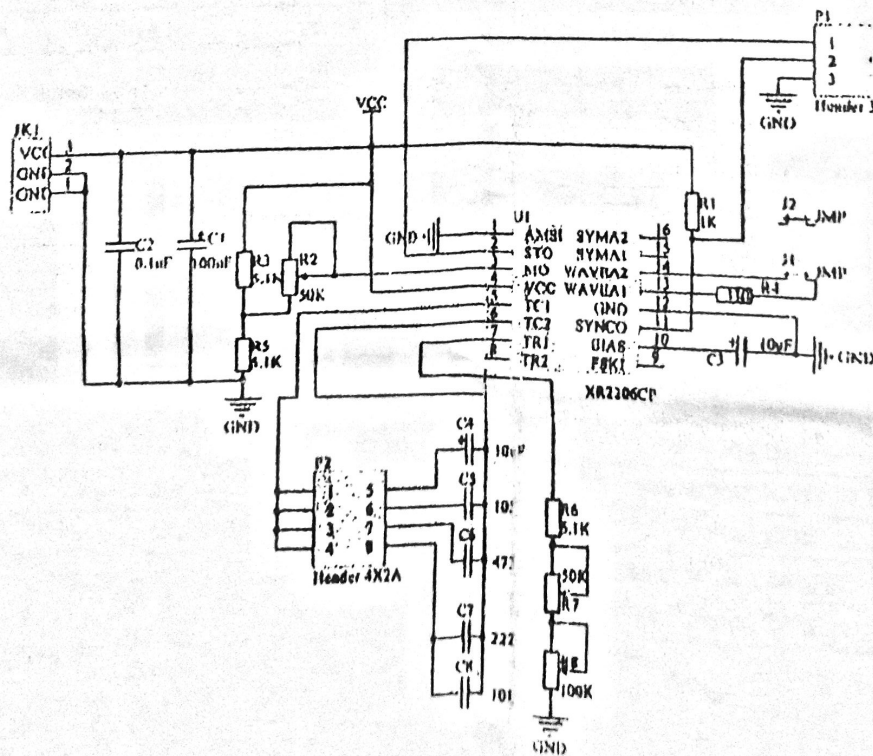 P1
1
2
3
Header 3
GND
VCC
JK1
VCC 3
GND 2
GND 1
C2
0.1uF
C1
100uF
R3
5.1K
R2
50K
R5
5.1K
GND
GND
U1
1
2
3
4
5
6
7
8
AMSI
STO
MO
VCC
TC1
TC2
TR1
TR2
SYMA2
SYMA1
WAVEA2
WAVEA1
GND
SYNCO
BIAS
FSKI
6
5
4
13
12
11
10
9
XR2206CP
R1
1K
J2
JMP
J1
JMP
R4
C3
10uF
GND
C4
10uF
C5
C6
473
C7
222
C8
101
P2
1
2
3
4
5
6
7
8
Header 4X2A
R6
5.1K
50K
R7
100K
GND